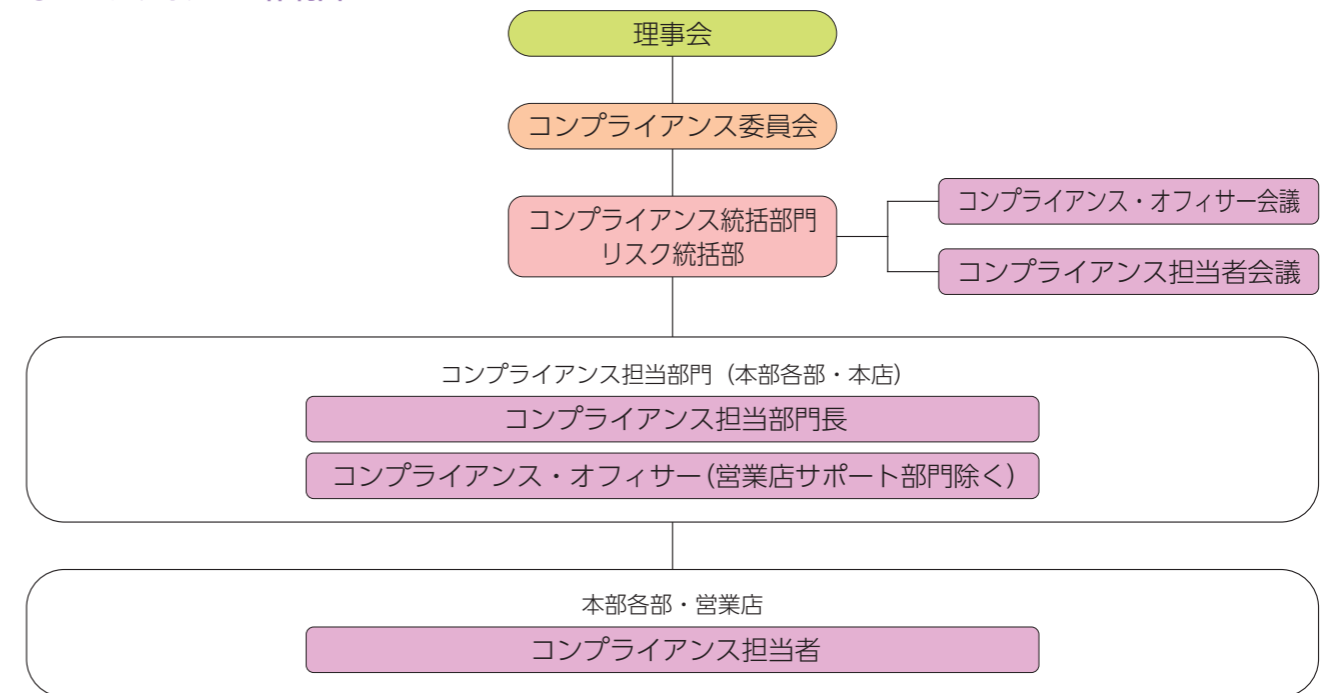 理事会
コンプライアンス委員会
コンプライアンス統括部門
リスク統括部
コンプライアンス・オフィサー会議
コンプライアンス担当者会議
コンプライアンス担当部門（本部各部・本店）
コンプライアンス担当部門長
コンプライアンス・オフィサー（営業店サポート部門除く）
本部各部・営業店
コンプライアンス担当者